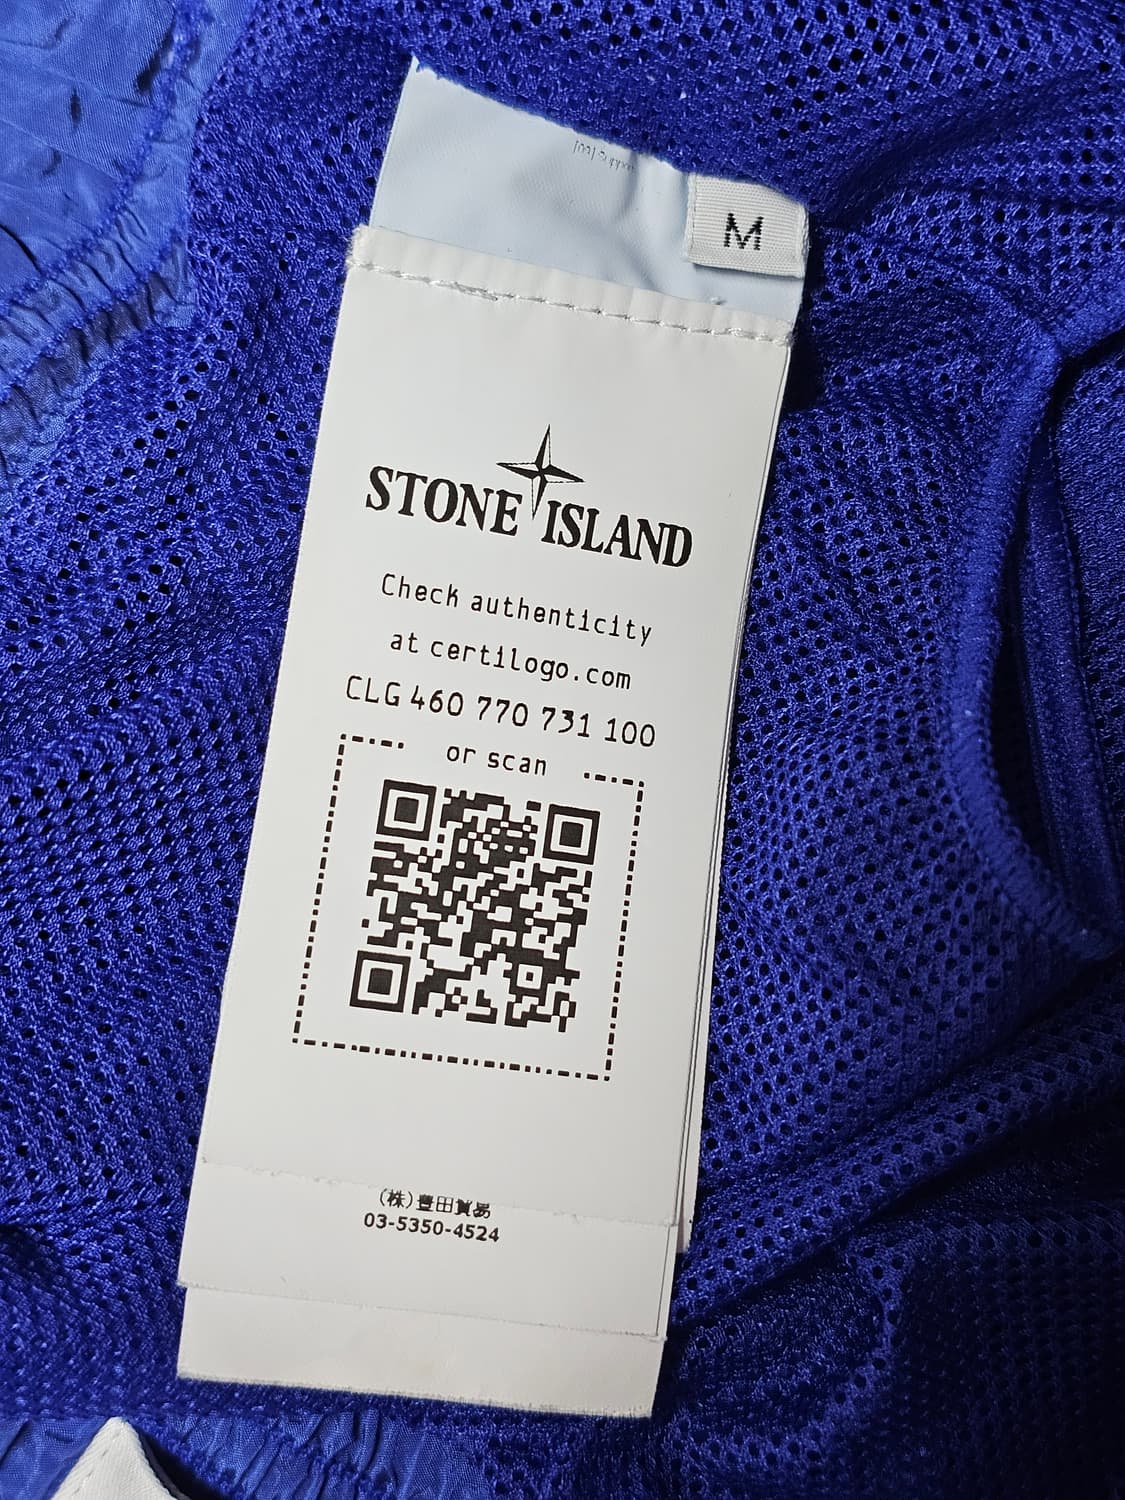 M
STONE ISLAND
Check authenticity
at certilogo.com
CLG 460 770 731 100
or scan
(株)豊田貿易
03-5350-4524